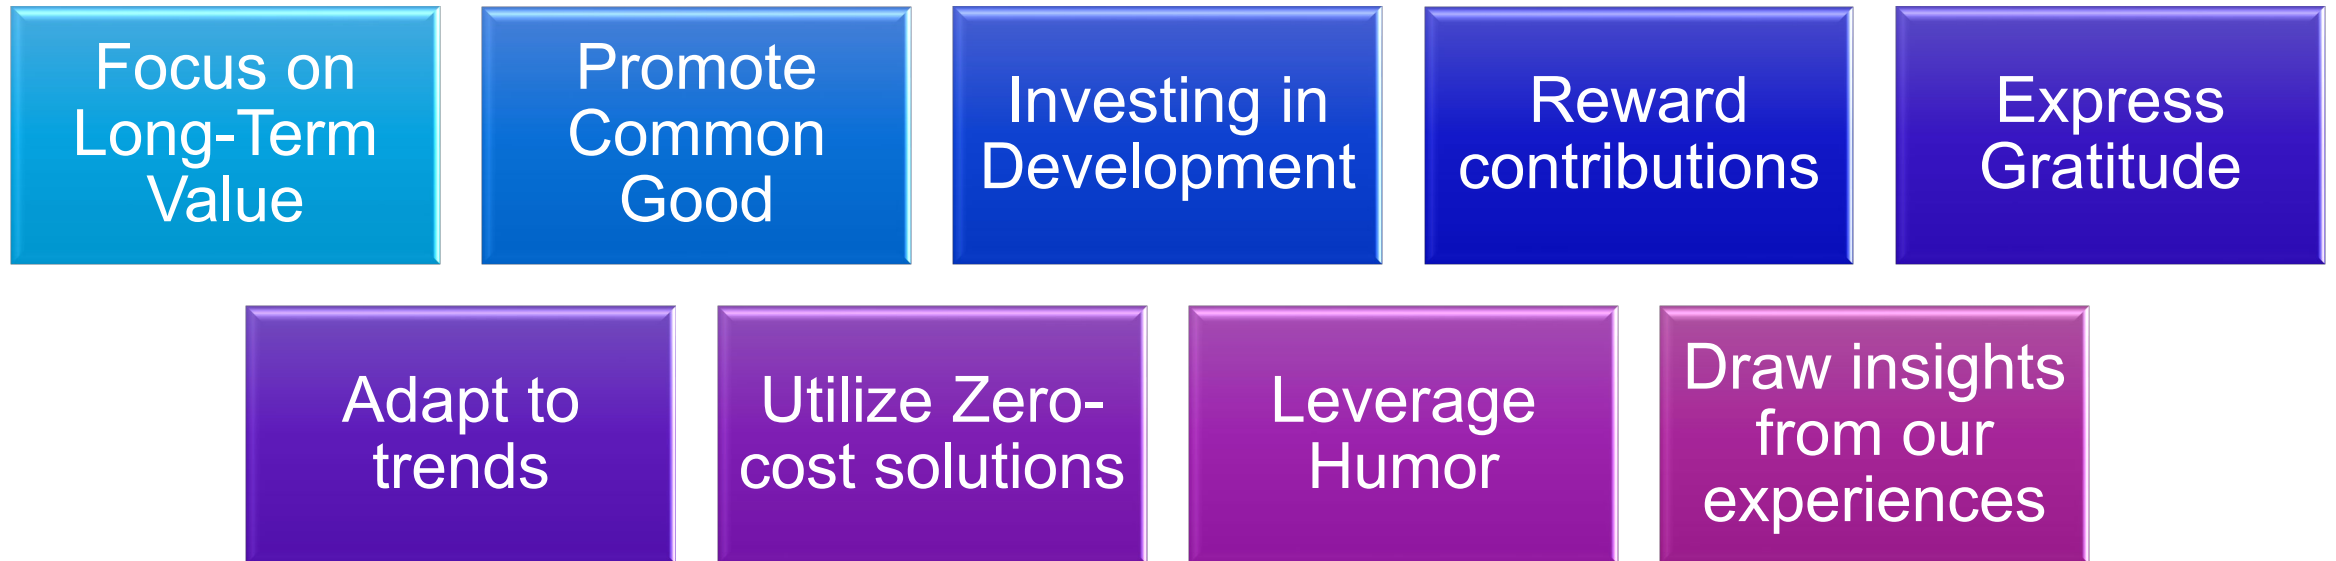 Focus on
Long-Term
Value
Promote
Common
Good
Investing in
Development
Reward
contributions
Express
Gratitude
Adapt to
trends
Utilize Zero-
cost solutions
Leverage
Humor
Draw insights
from our
experiences